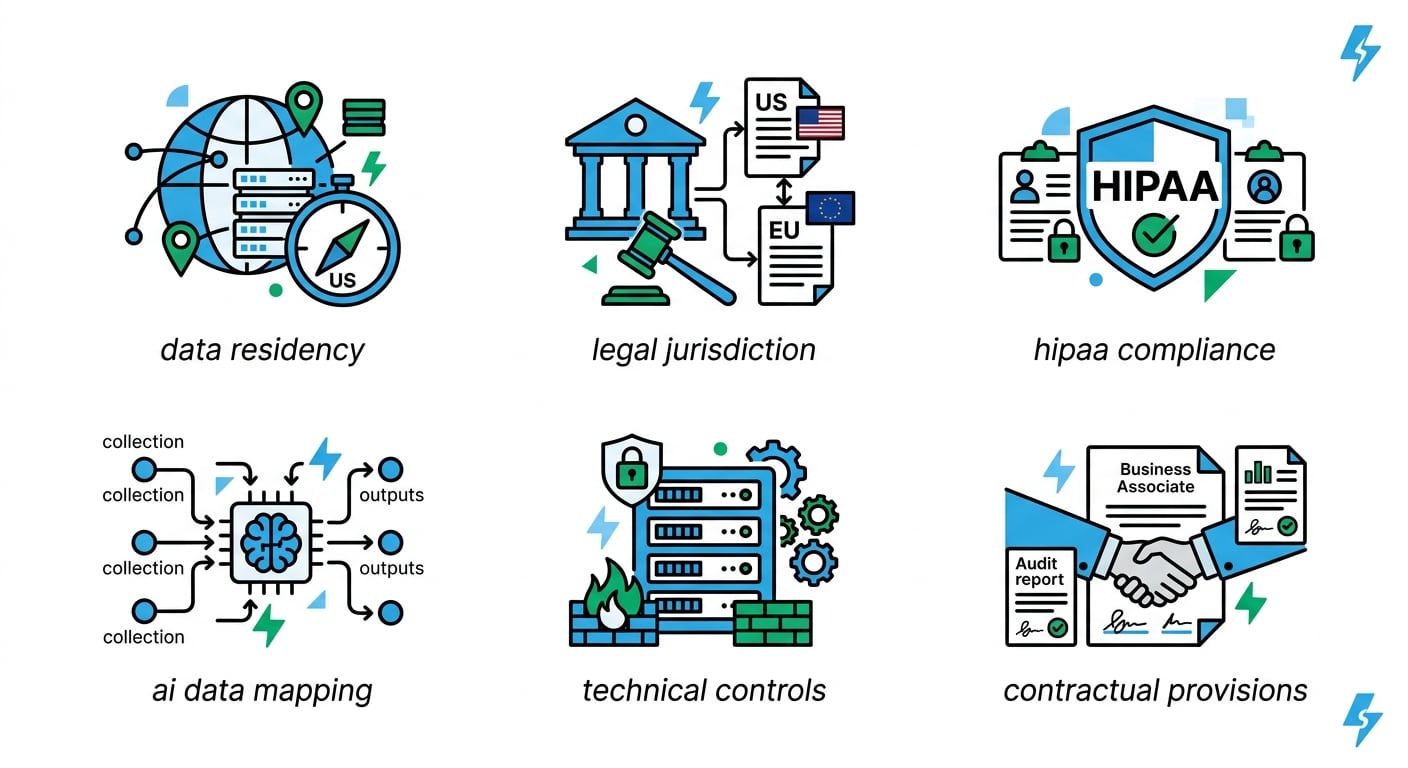 US
data residency
US
EU
legal jurisdiction
HIPAA
hipaa compliance
collection
collection
collection
collection
outputs
outputs
ai data mapping
technical controls
Business
Associate
Audit
report
contractual provisions